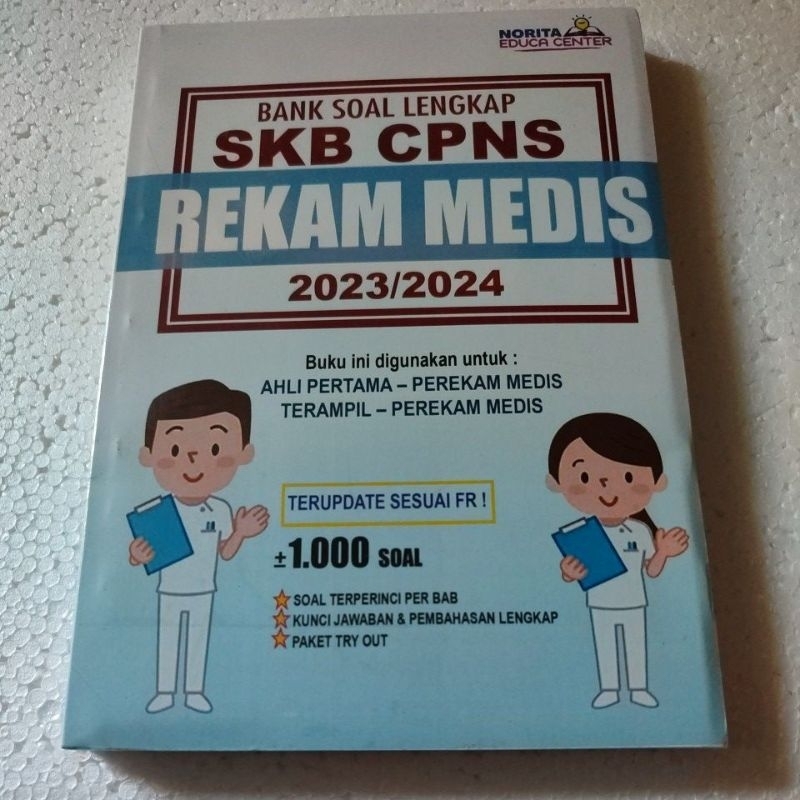 NORITA
EDUCA CENTER
BANK SOAL LENGKAP
SKB CPNS
REKAM MEDIS
2023/2024
Buku ini digunakan untuk :
AHLI PERTAMA – PEREKAM MEDIS
TERAMPIL – PEREKAM MEDIS
TERUPDATE SESUAI FR !
±1.000 SOAL
SOAL TERPERINCI PER BAB
KUNCI JAWABAN & PEMBAHASAN LENGKAP
PAKET TRY OUT